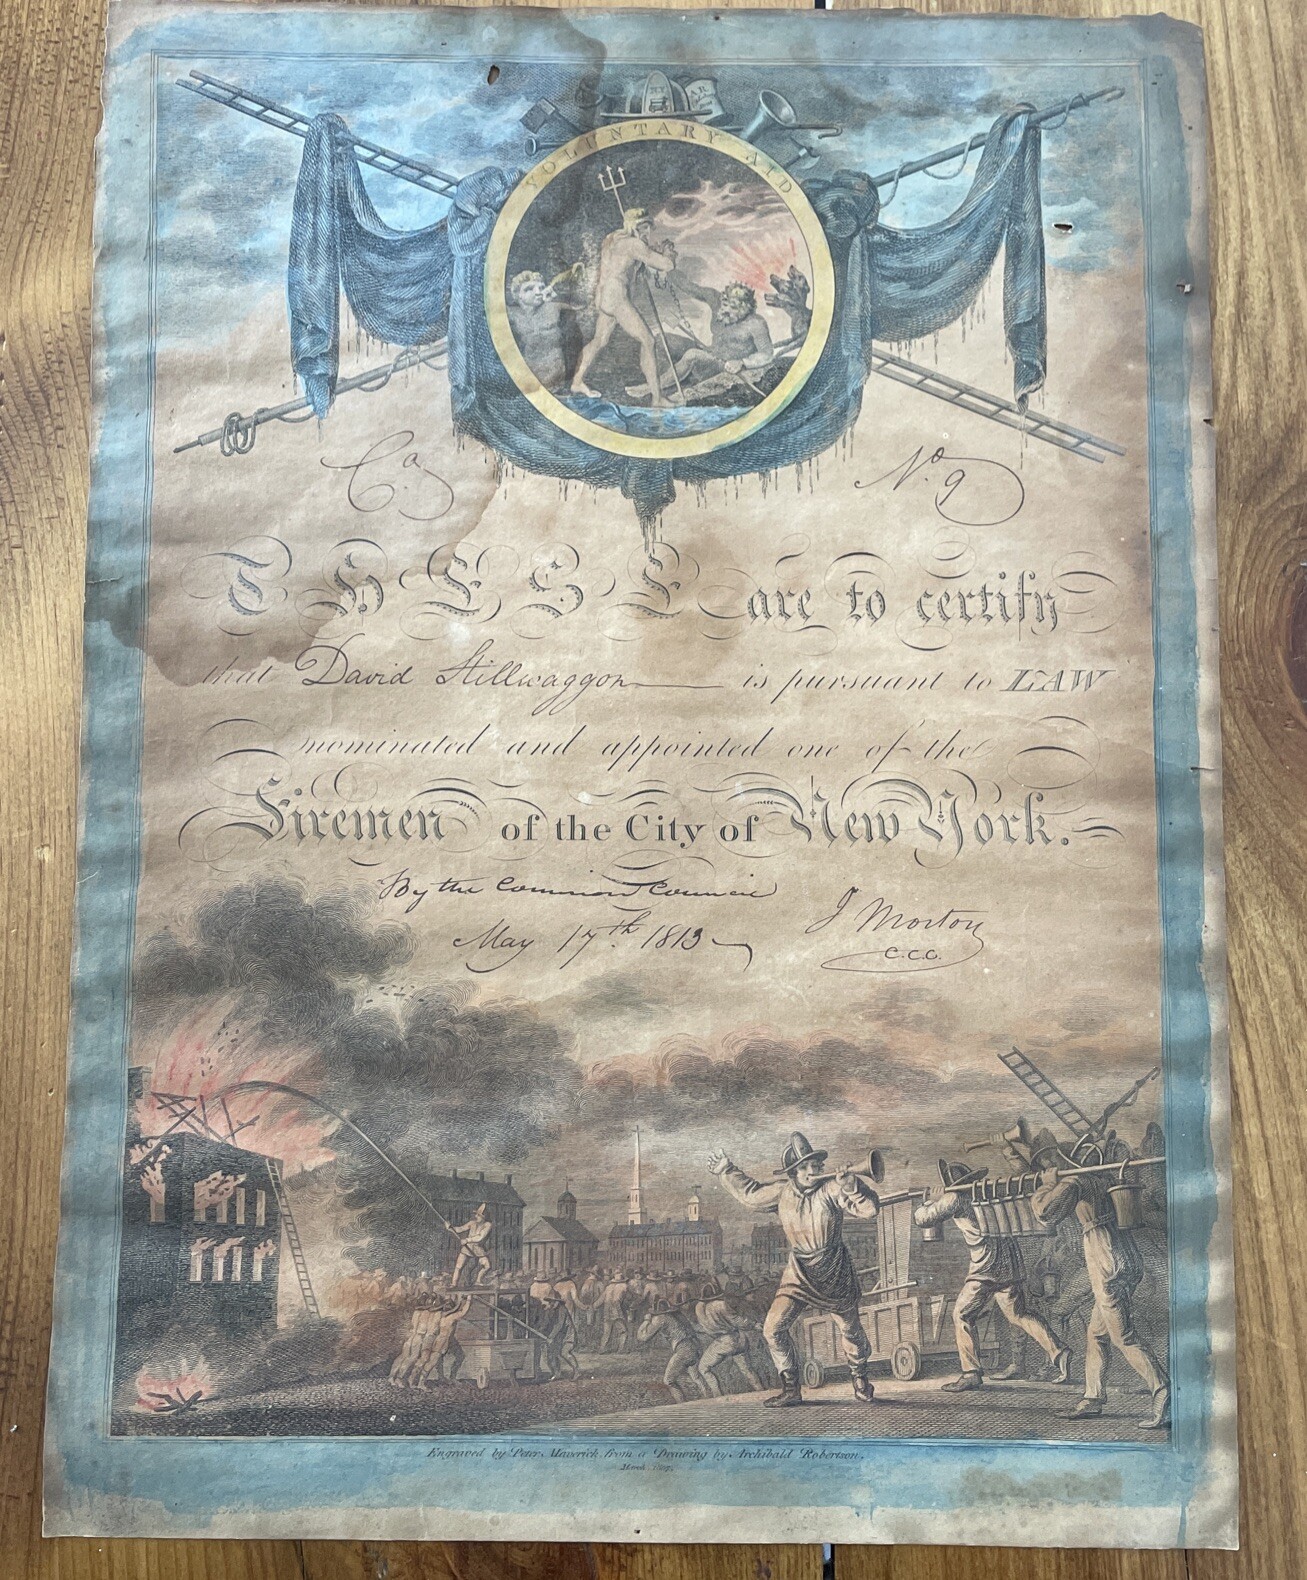 NY
VOLUNTARY AID
Co. No. 9
THESE are to certify
that David Stillwaggon is pursuant to LAW
nominated and appointed one of the
Firemen of the City of New York.
By the Common Council
May 17th. 1813
J Morton
C.C.C.
Engraved by Peter Maverick from a Drawing by Archibald Robertson.